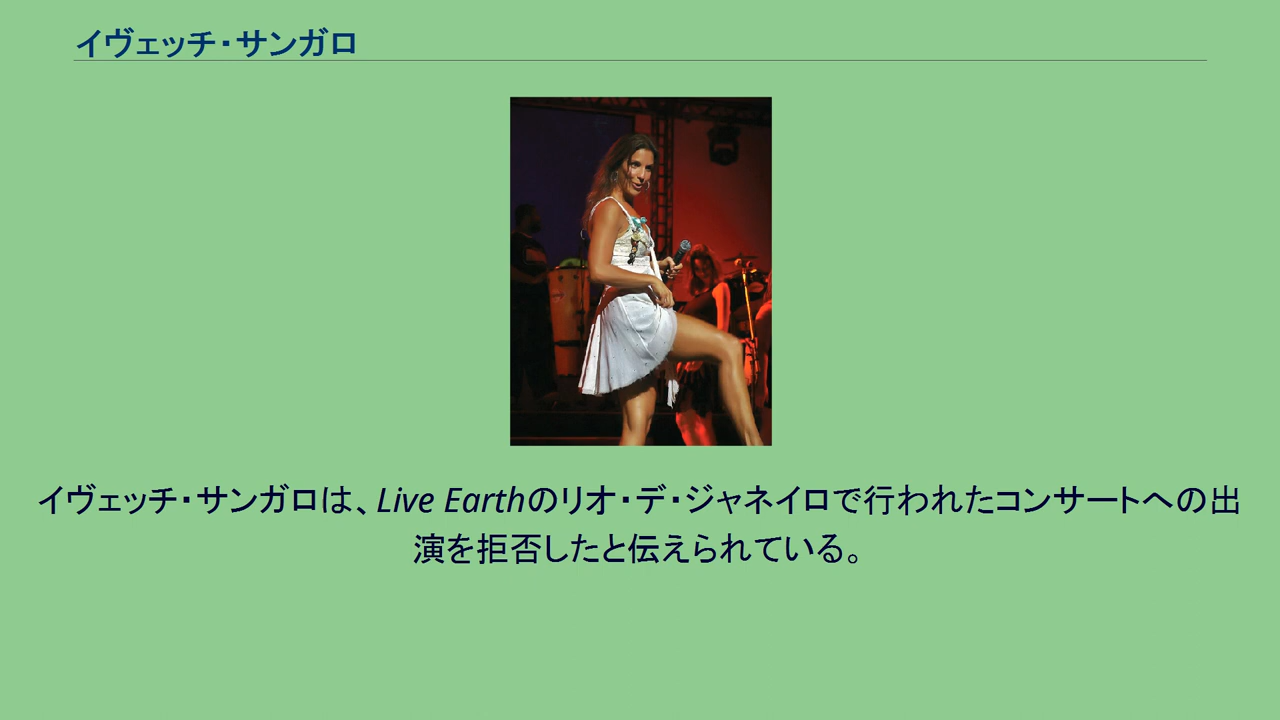 イヴェッチ・サンガロ
イヴェッチ・サンガロは、Live Earthのリオ・デ・ジャネイロで行われたコンサートへの出
演を拒否したと伝えられている。